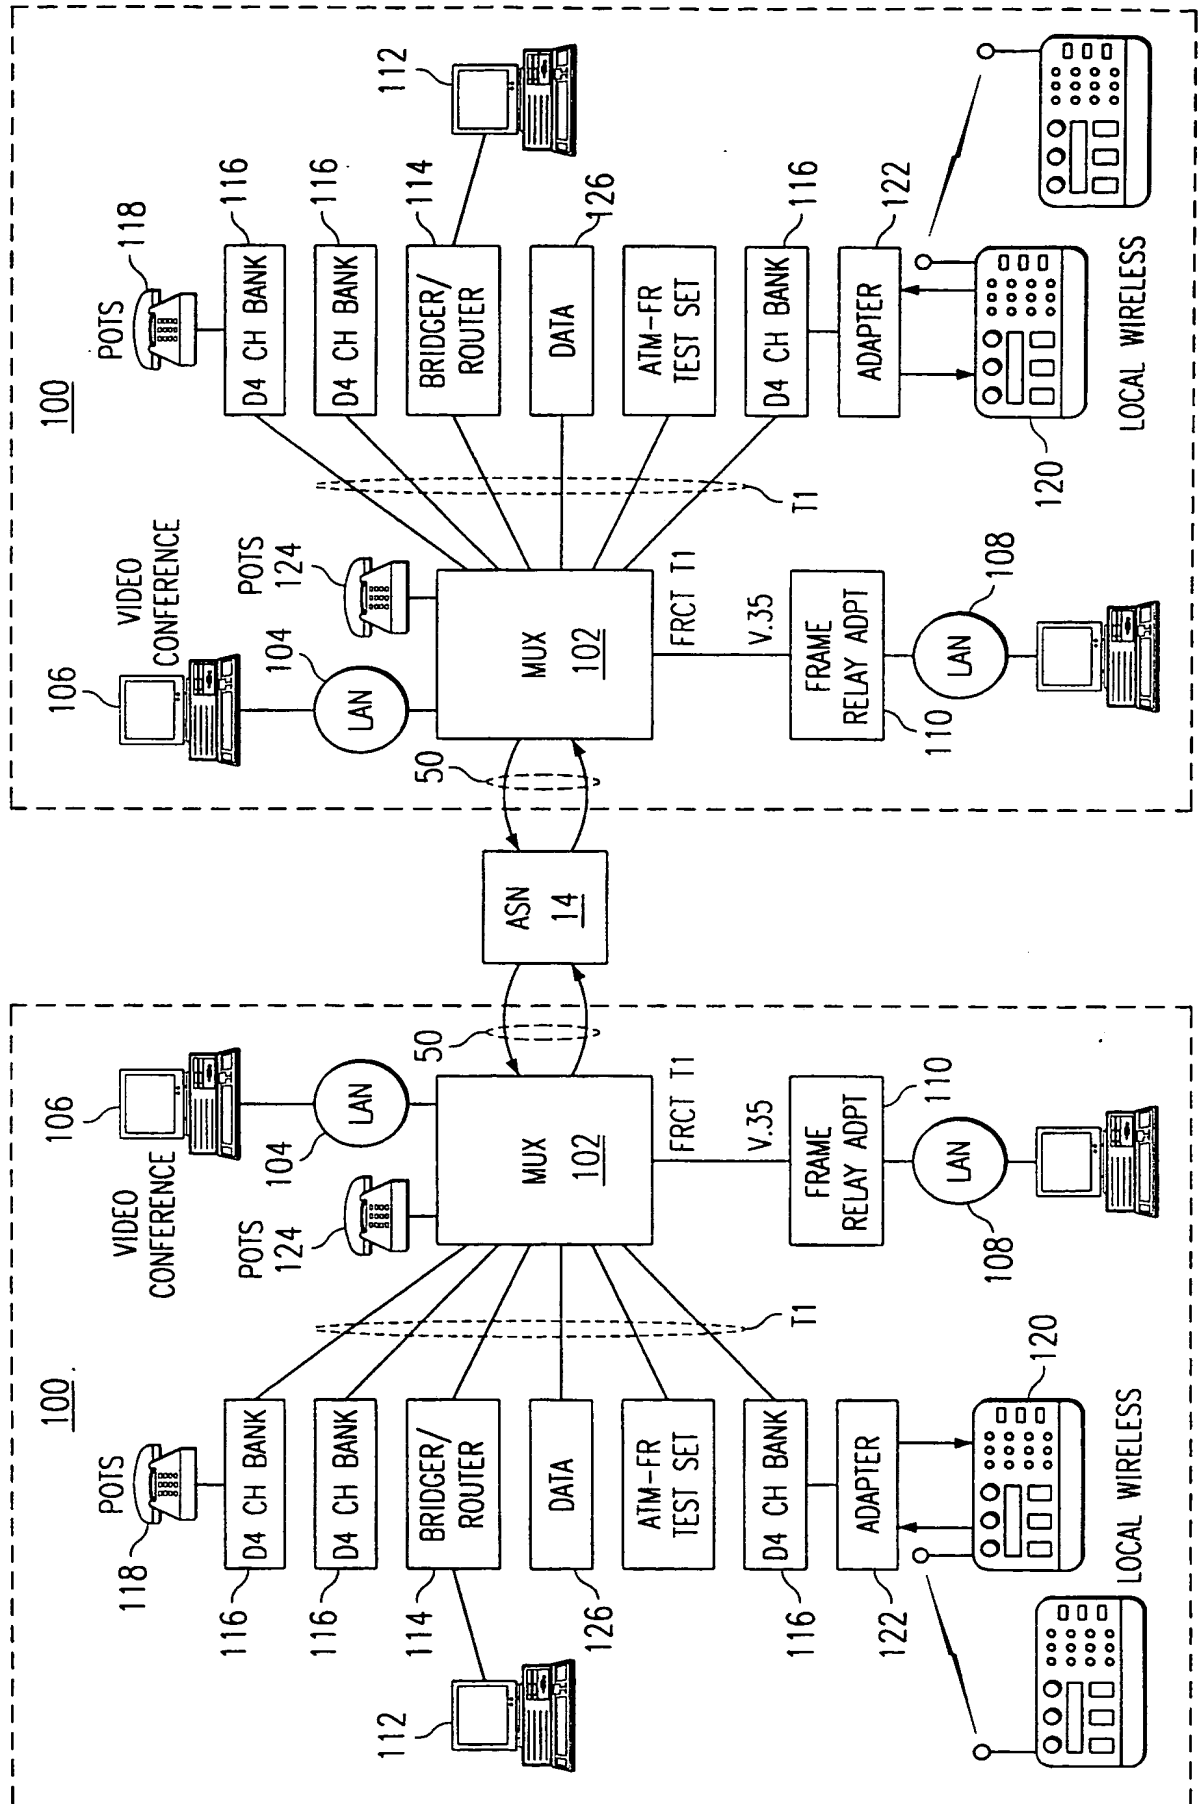 100
POTS
118
D4 CH BANK
116
D4 CH BANK
116
BRIDGER/
ROUTER
114
112
DATA
126
ATM-FR
TEST SET
D4 CH BANK
116
ADAPTER
122
120
LOCAL WIRELESS
T1
VIDEO
CONFERENCE
106
LAN
104
POTS
124
MUX
102
FRCT T1
V.35
FRAME
RELAY ADPT
110
LAN
108
50
ASN
14
50
100
VIDEO
CONFERENCE
106
LAN
104
POTS
124
MUX
102
FRCT T1
V.35
FRAME
RELAY ADPT
110
LAN
108
T1
POTS
118
D4 CH BANK
116
D4 CH BANK
116
BRIDGER/
ROUTER
114
112
DATA
126
ATM-FR
TEST SET
D4 CH BANK
116
ADAPTER
122
120
LOCAL WIRELESS